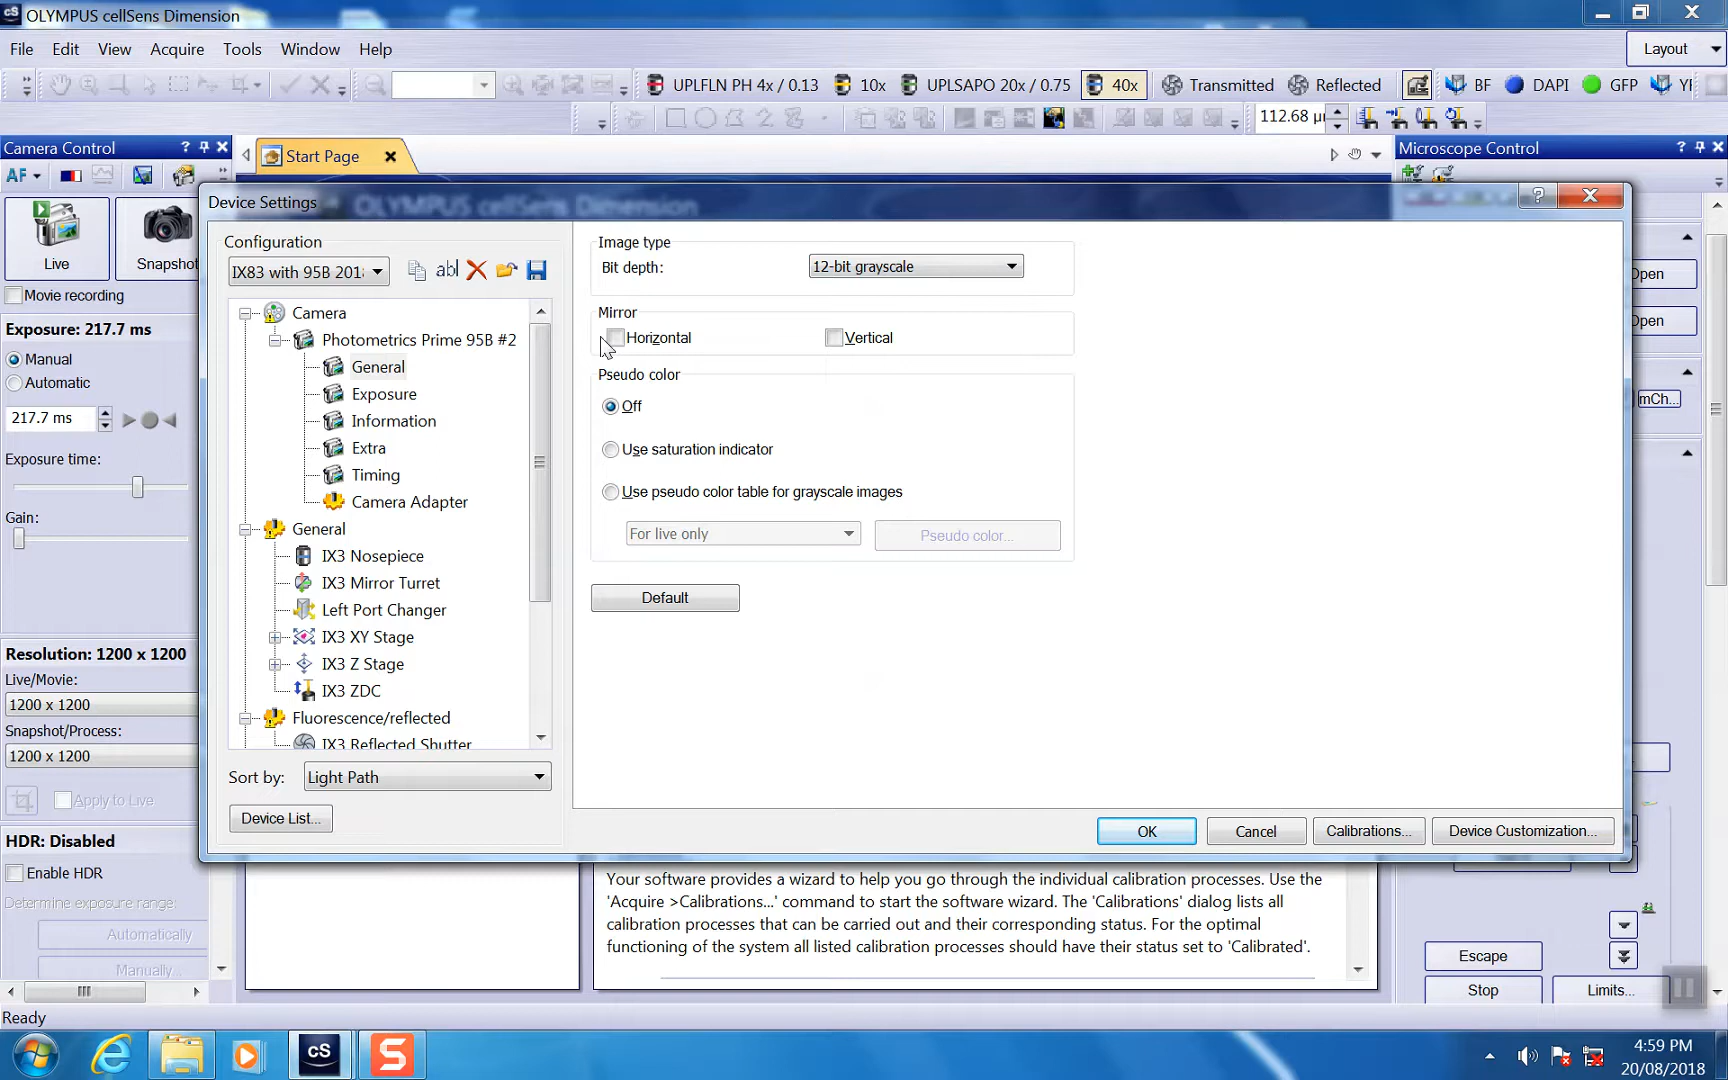 OLYMPUS cellSens Dimension
File Edit View Acquire Tools Window Help
Layout
UPLFLN PH 4x / 0.13 10x UPLSAPO 20x / 0.75 40x Transmitted Reflected BF DAPI GFP
112.68
Camera Control
Start Page
Microscope Control
AF
Device Settings
OLYMPUS cellSens Dimension
Live
Snapshot
Movie recording
Exposure: 217.7 ms
Manual
Automatic
217.7 ms
Exposure time:
Gain:
Resolution: 1200 x 1200
Live/Movie:
1200 x 1200
Snapshot/Process:
1200 x 1200
Apply to Live
HDR: Disabled
Enable HDR
Determine exposure range:
Automatically
Manually...
Configuration
IX83 with 95B 201
abl
Camera
Photometrics Prime 95B #2
General
Exposure
Information
Extra
Timing
Camera Adapter
General
IX3 Nosepiece
IX3 Mirror Turret
Left Port Changer
IX3 XY Stage
IX3 Z Stage
IX3 ZDC
Fluorescence/reflected
IX3 Reflected Shutter
Sort by: Light Path
Device List...
Image type
Bit depth: 12-bit grayscale
Mirror
Horizontal Vertical
Pseudo color
Off
Use saturation indicator
Use pseudo color table for grayscale images
For live only Pseudo color...
Default
OK Cancel Calibrations... Device Customization...
Open
Open
mCh...
Your software provides a wizard to help you go through the individual calibration processes. Use the
'Acquire >Calibrations...' command to start the software wizard. The 'Calibrations' dialog lists all
calibration processes that can be carried out and their corresponding status. For the optimal
functioning of the system all listed calibration processes should have their status set to 'Calibrated'.
Escape
Stop Limits...
Ready
cS
S
4:59 PM
20/08/2018